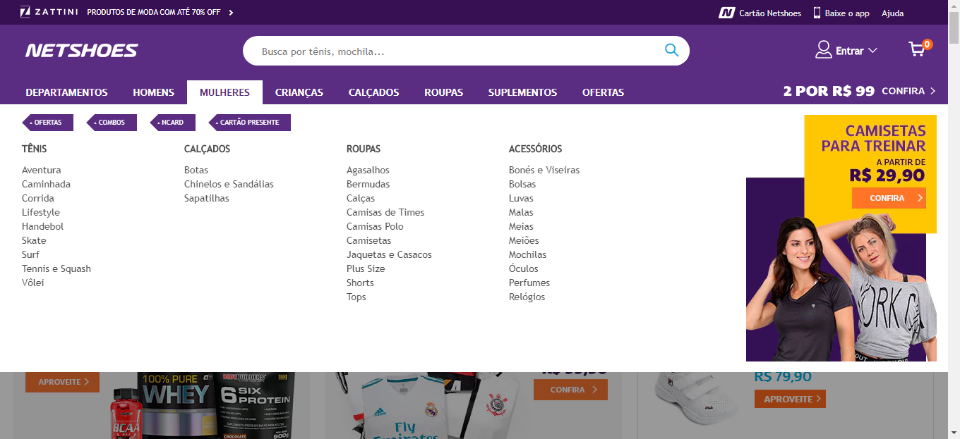 ZATTINI PRODUTOS DE MODA COM ATÉ 70% OFF
Cartão Netshoes Baixe o app Ajuda
NETSHOES
Busca por tênis, mochila...
Entrar
0
DEPARTAMENTOS HOMENS MULHERES CRIANÇAS CALÇADOS ROUPAS SUPLEMENTOS OFERTAS
2 POR R$ 99 CONFIRA
OFERTAS COMBOS NCARD CARTÃO PRESENTE
TÊNIS
Aventura
Caminhada
Corrida
Lifestyle
Handebol
Skate
Surf
Tennis e Squash
Vôlei
CALÇADOS
Botas
Chinelos e Sandálias
Sapatilhas
ROUPAS
Agasalhos
Bermudas
Calças
Camisas de Times
Camisas Polo
Camisetas
Jaquetas e Casacos
Plus Size
Shorts
Tops
ACESSÓRIOS
Bonés e Viseiras
Bolsas
Luvas
Malas
Meias
Meiões
Mochilas
Óculos
Perfumes
Relógios
CAMISETAS
PARA TREINAR
A PARTIR DE
R$ 29,90
CONFIRA
APROVEITE
100% PURE
WHEY
BCAA
6 SIX
PROTEIN
CHOCOLATE
900g
Fly
Emirates
CONFIRA
R$ 79,90
APROVEITE